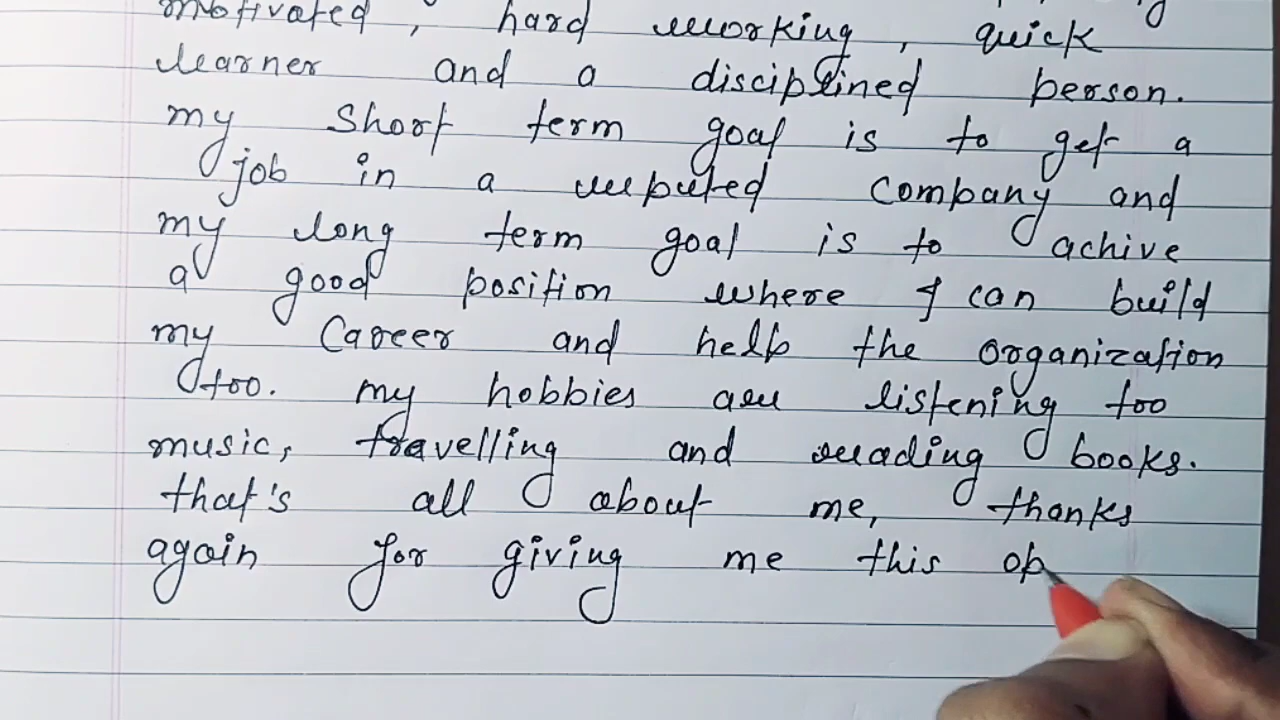 motivated, hard working, quick
learner and a disciplined person.
my short term goal is to get a
job in a reputed company and
my long term goal is to achive
a good position where I can build
my Career and help the organization
too. my hobbies are listening too
music, travelling and reading books.
that's all about me, thanks
again for giving me this op